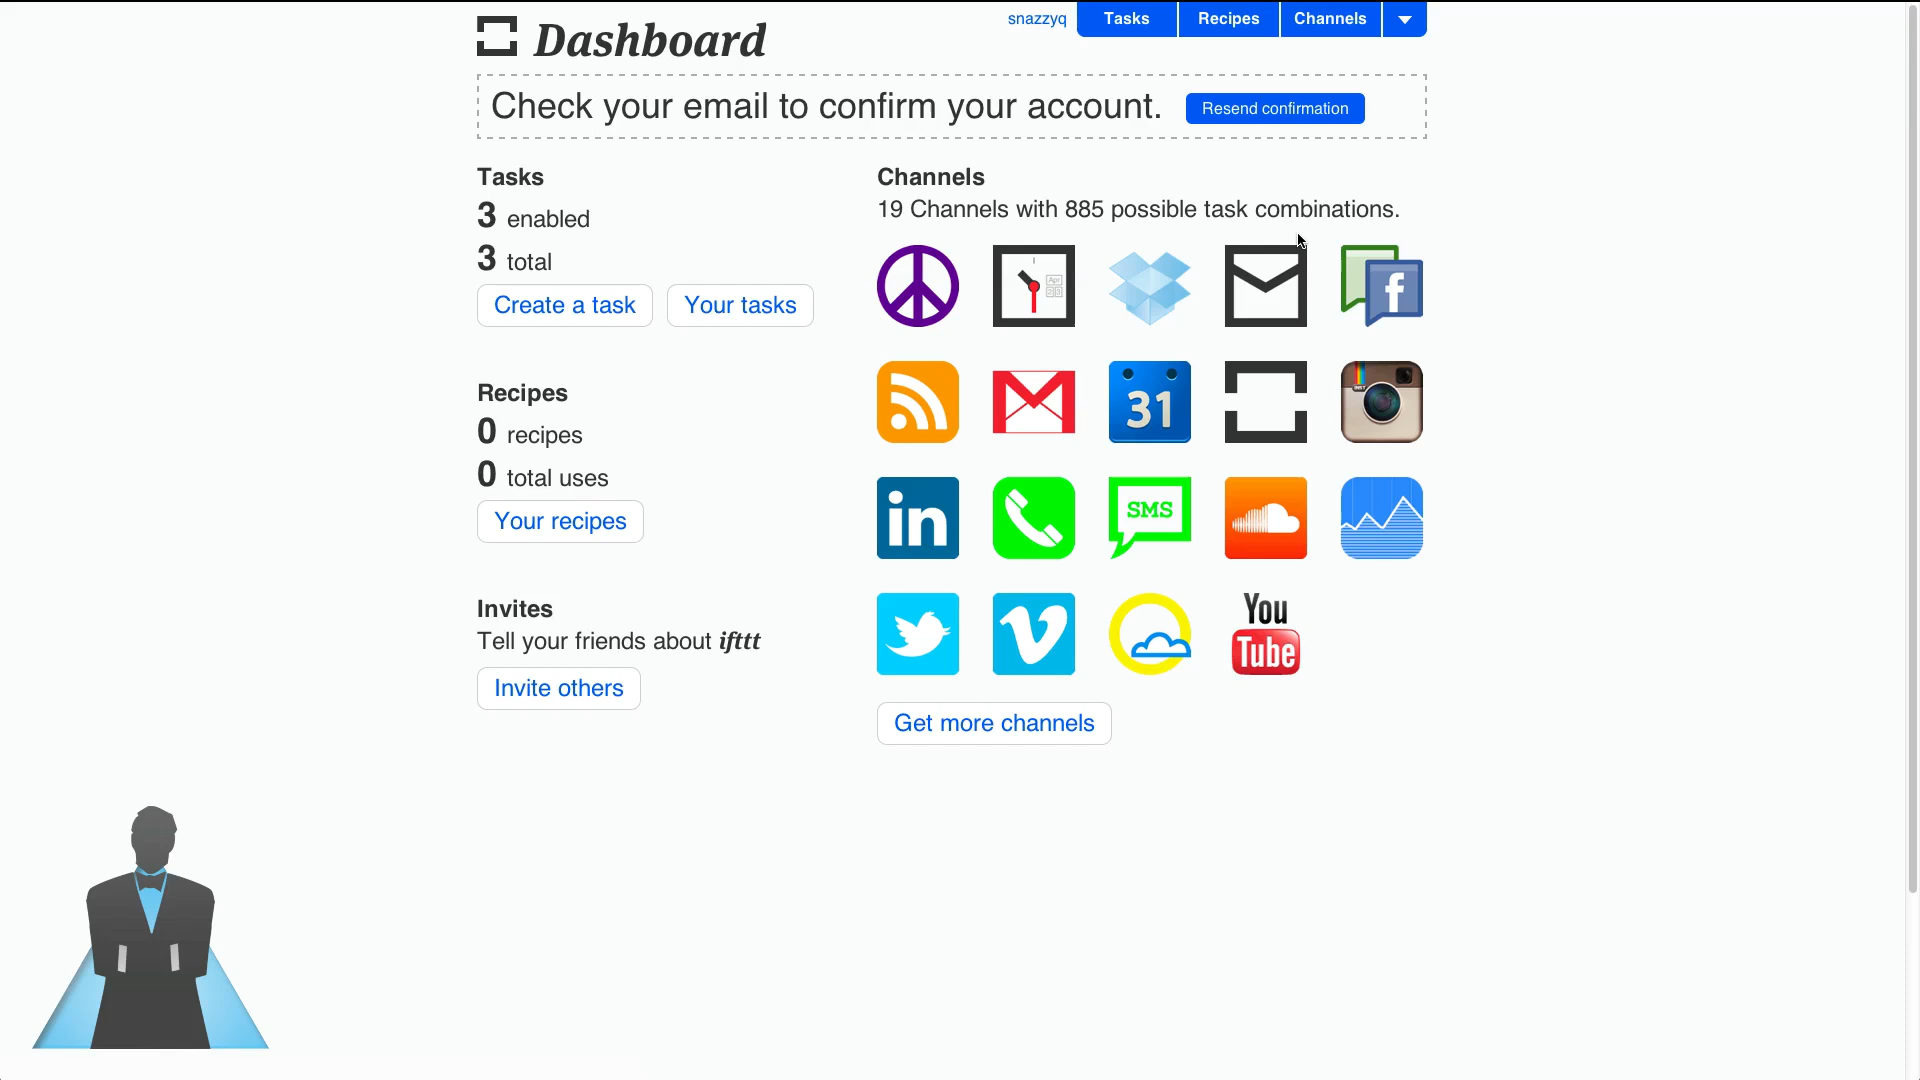 Dashboard
snazzyq
Tasks
Recipes
Channels
Check your email to confirm your account.
Resend confirmation
Tasks
3 enabled
3 total
Create a task
Your tasks
Recipes
0 recipes
0 total uses
Your recipes
Invites
Tell your friends about ifttt
Invite others
Channels
19 Channels with 885 possible task combinations.
Apr
31
in
SMS
You
Tube
Get more channels